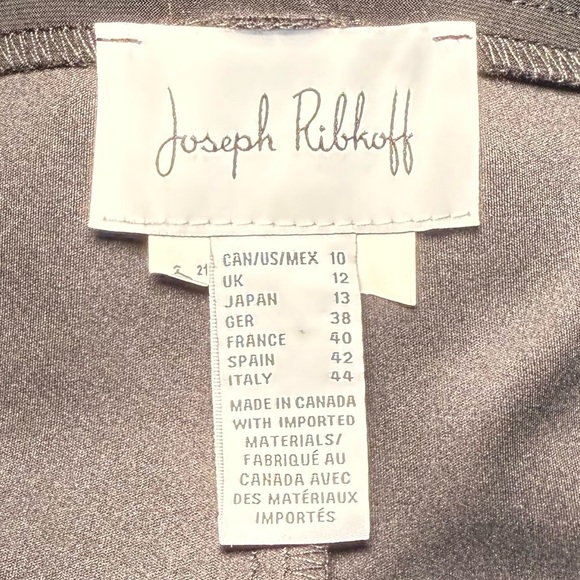 Joseph Ribkoff
21
CAN/US/MEX 10
UK 12
JAPAN 13
GER 38
FRANCE 40
SPAIN 42
ITALY 44
MADE IN CANADA
WITH IMPORTED
MATERIALS/
FABRIQUÉ AU
CANADA AVEC
DES MATÉRIAUX
IMPORTÉS